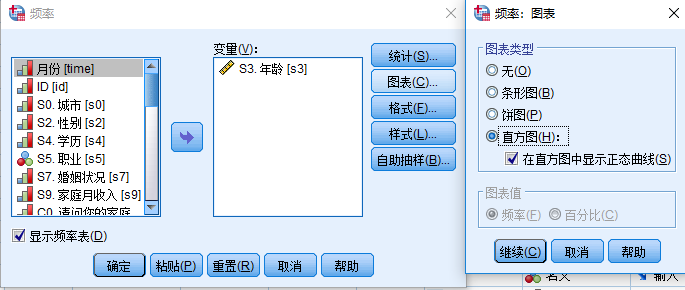 频率
月份 [time]
ID [id]
S0. 城市 [s0]
S2. 性别 [s2]
S4. 学历 [s4]
S5. 职业 [s5]
S7. 婚姻状况 [s7]
S9. 家庭月收入 [s9]
C0. 请问你的家庭
显示频率表(D)
变量(V)：
S3. 年龄 [s3]
统计(S)...
图表(C)...
格式(F)...
样式(L)...
自助抽样(B)...
确定
粘贴(P)
重置(R)
取消
帮助
频率：图表
图表类型
无(O)
条形图(B)
饼图(P)
直方图(H)：
在直方图中显示正态曲线(S)
图表值
频率(F)
百分比(C)
继续(C)
取消
帮助
名义
输入